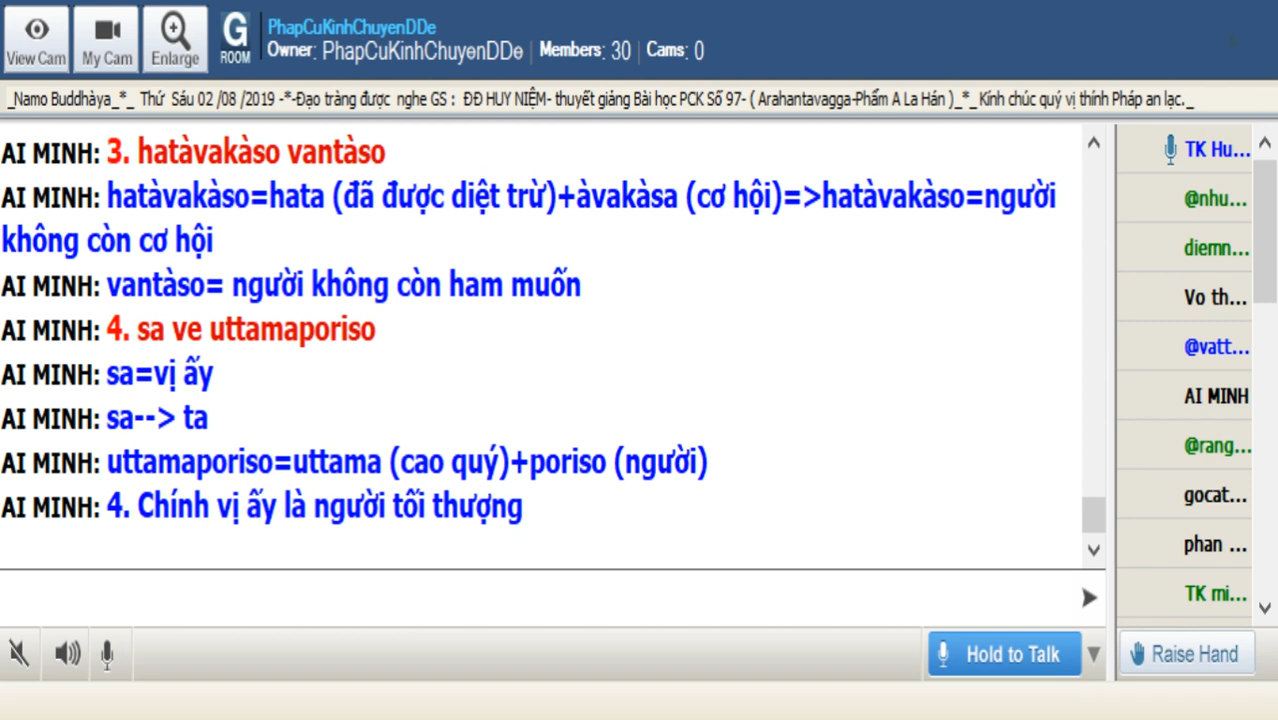 View Cam
My Cam
Enlarge
G
ROOM
PhapCuKinhChuyenDDe
Owner: PhapCuKinhChuyenDDe | Members: 30 | Cams: 0
_Namo Buddhàya_*_ Thứ Sáu 02 /08 /2019 -*-Đạo tràng được nghe GS : ĐĐ HUY NIỆM- thuyết giảng Bài học PCK Số 97- ( Arahantavagga-Phẩm A La Hán )_*_ Kính chúc quý vị thính Pháp an lạc._
AI MINH: 3. hatàvakàso vantàso
AI MINH: hatàvakàso=hata (đã được diệt trừ)+àvakàsa (cơ hội)=>hatàvakàso=người
không còn cơ hội
AI MINH: vantàso= người không còn ham muốn
AI MINH: 4. sa ve uttamaporiso
AI MINH: sa=vị ấy
AI MINH: sa--> ta
AI MINH: uttamaporiso=uttama (cao quý)+poriso (người)
AI MINH: 4. Chính vị ấy là người tối thượng
TK Hu...
@nhu...
diemn...
Vo th...
@vatt...
AI MINH
@rang...
gocat...
phan ...
TK mi...
Hold to Talk
Raise Hand